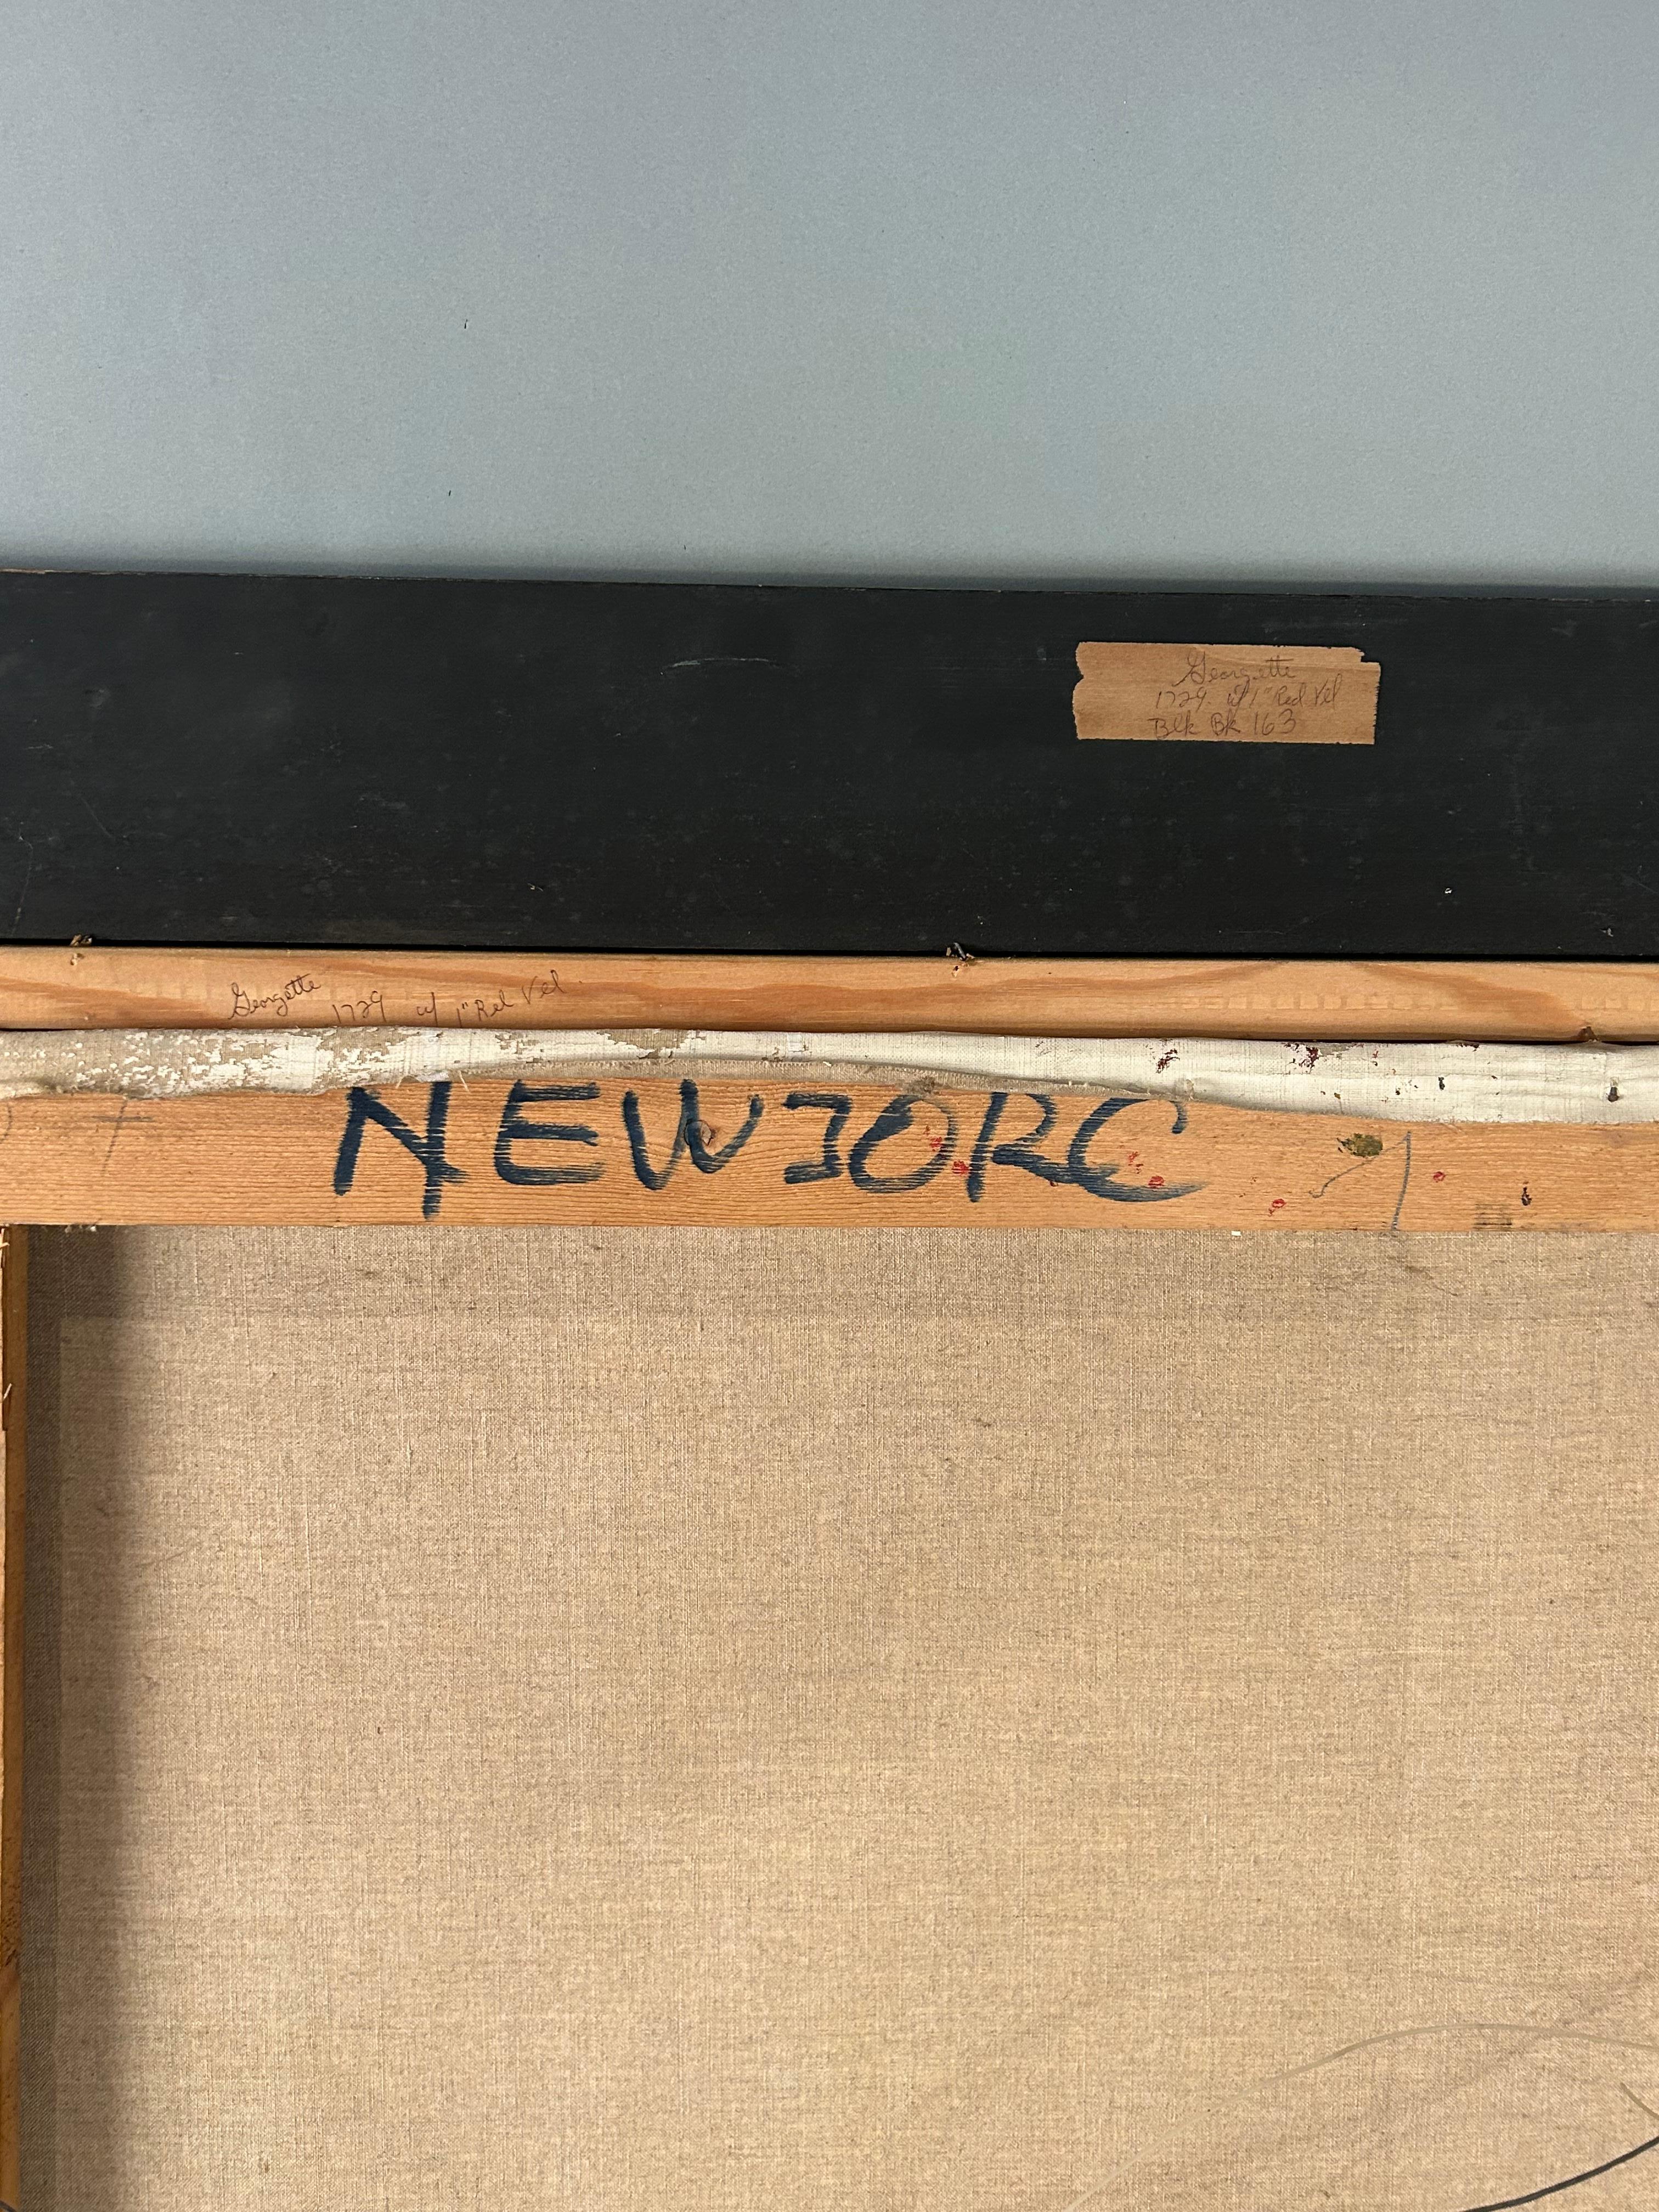 Georgette
1729 w/ 1" Red Vel
Blk Bk 163
Georgette 1729 w/ 1" Red Vel.
NEWJORC